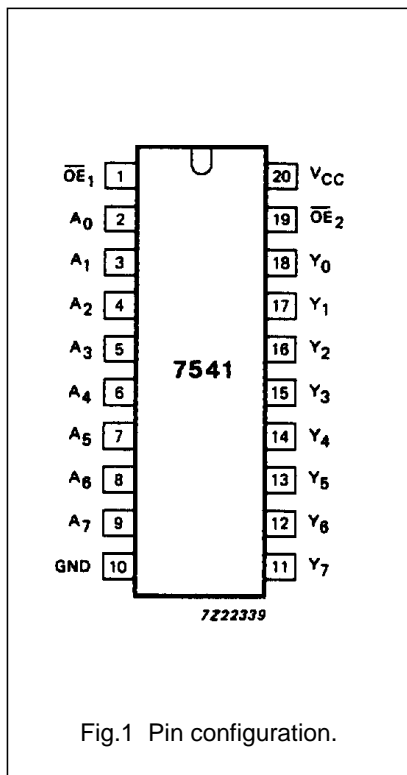 OE1 1 20 VCC
A0 2 19 OE2
A1 3 18 Y0
A2 4 17 Y1
A3 5 16 Y2
7541
A4 6 15 Y3
A5 7 14 Y4
A6 8 13 Y5
A7 9 12 Y6
GND 10 11 Y7
7Z22339
Fig.1 Pin configuration.